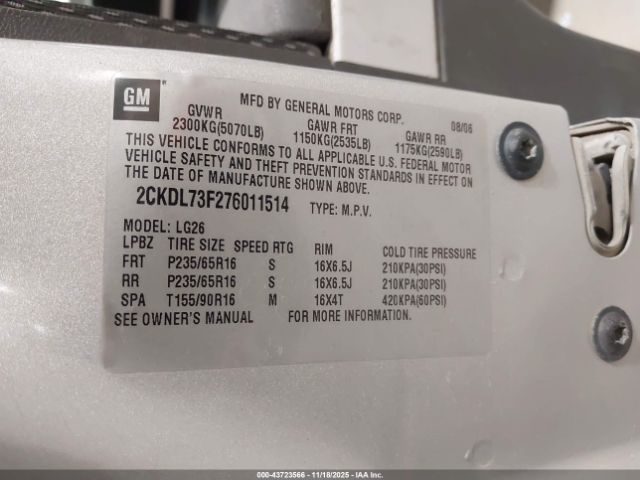 GM
MFD BY GENERAL MOTORS CORP. 08/06
GVWR GAWR FRT GAWR RR
2300KG(5070LB) 1150KG(2535LB) 1175KG(2590LB)
THIS VEHICLE CONFORMS TO ALL APPLICABLE U.S. FEDERAL MOTOR
VEHICLE SAFETY AND THEFT PREVENTION STANDARDS IN EFFECT ON
THE DATE OF MANUFACTURE SHOWN ABOVE.
2CKDL73F276011514 TYPE: M.P.V.
MODEL: LG26
LPBZ TIRE SIZE SPEED RTG RIM COLD TIRE PRESSURE
FRT P235/65R16 S 16X6.5J 210KPA(30PSI)
RR P235/65R16 S 16X6.5J 210KPA(30PSI)
SPA T155/90R16 M 16X4T 420KPA(60PSI)
SEE OWNER'S MANUAL FOR MORE INFORMATION.
000-43723566 - 11/18/2025 - IAA Inc.